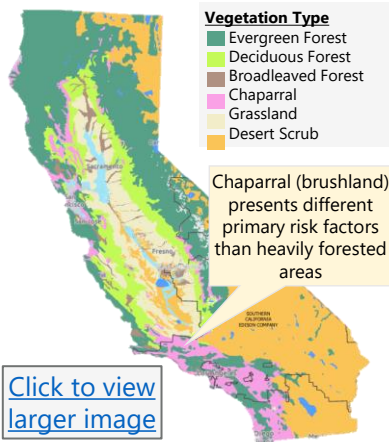 Vegetation Type
Evergreen Forest
Deciduous Forest
Broadleaved Forest
Chaparral
Grassland
Desert Scrub
Sacramento
Chaparral (brushland)
presents different
primary risk factors
than heavily forested
areas
Fresno
SOUTHERN
CALIFORNIA
EDISON COMPANY
Click to view
larger image